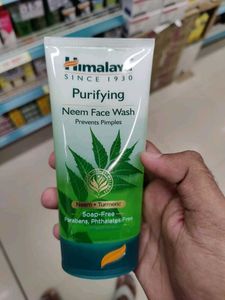 Himalaya
SINCE 1930
Purifying
Neem Face Wash
Prevents Pimples
Neem • Turmeric
Soap-Free
Parabens, Phthalates Free